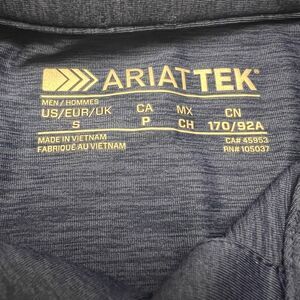 ARIATTEK®
MEN / HOMMES
US/EUR/UK CA MX CN
S P CH 170/92A
MADE IN VIETNAM CA# 45953
FABRIQUÉ AU VIETNAM RN# 105037